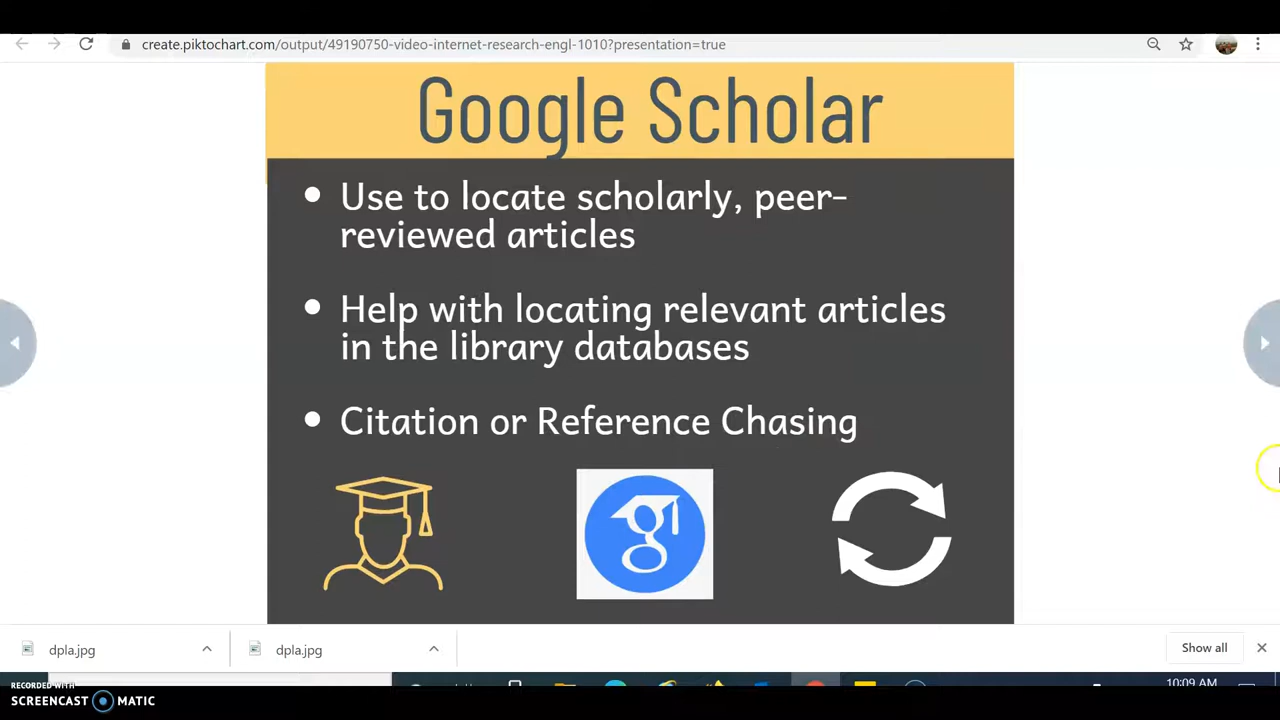 create.piktochart.com/output/49190750-video-internet-research-engl-1010?presentation=true
Google Scholar
• Use to locate scholarly, peer-
reviewed articles
• Help with locating relevant articles
in the library databases
• Citation or Reference Chasing
dpla.jpg
dpla.jpg
Show all
10:09 AM
RECORDED WITH
SCREENCAST MATIC